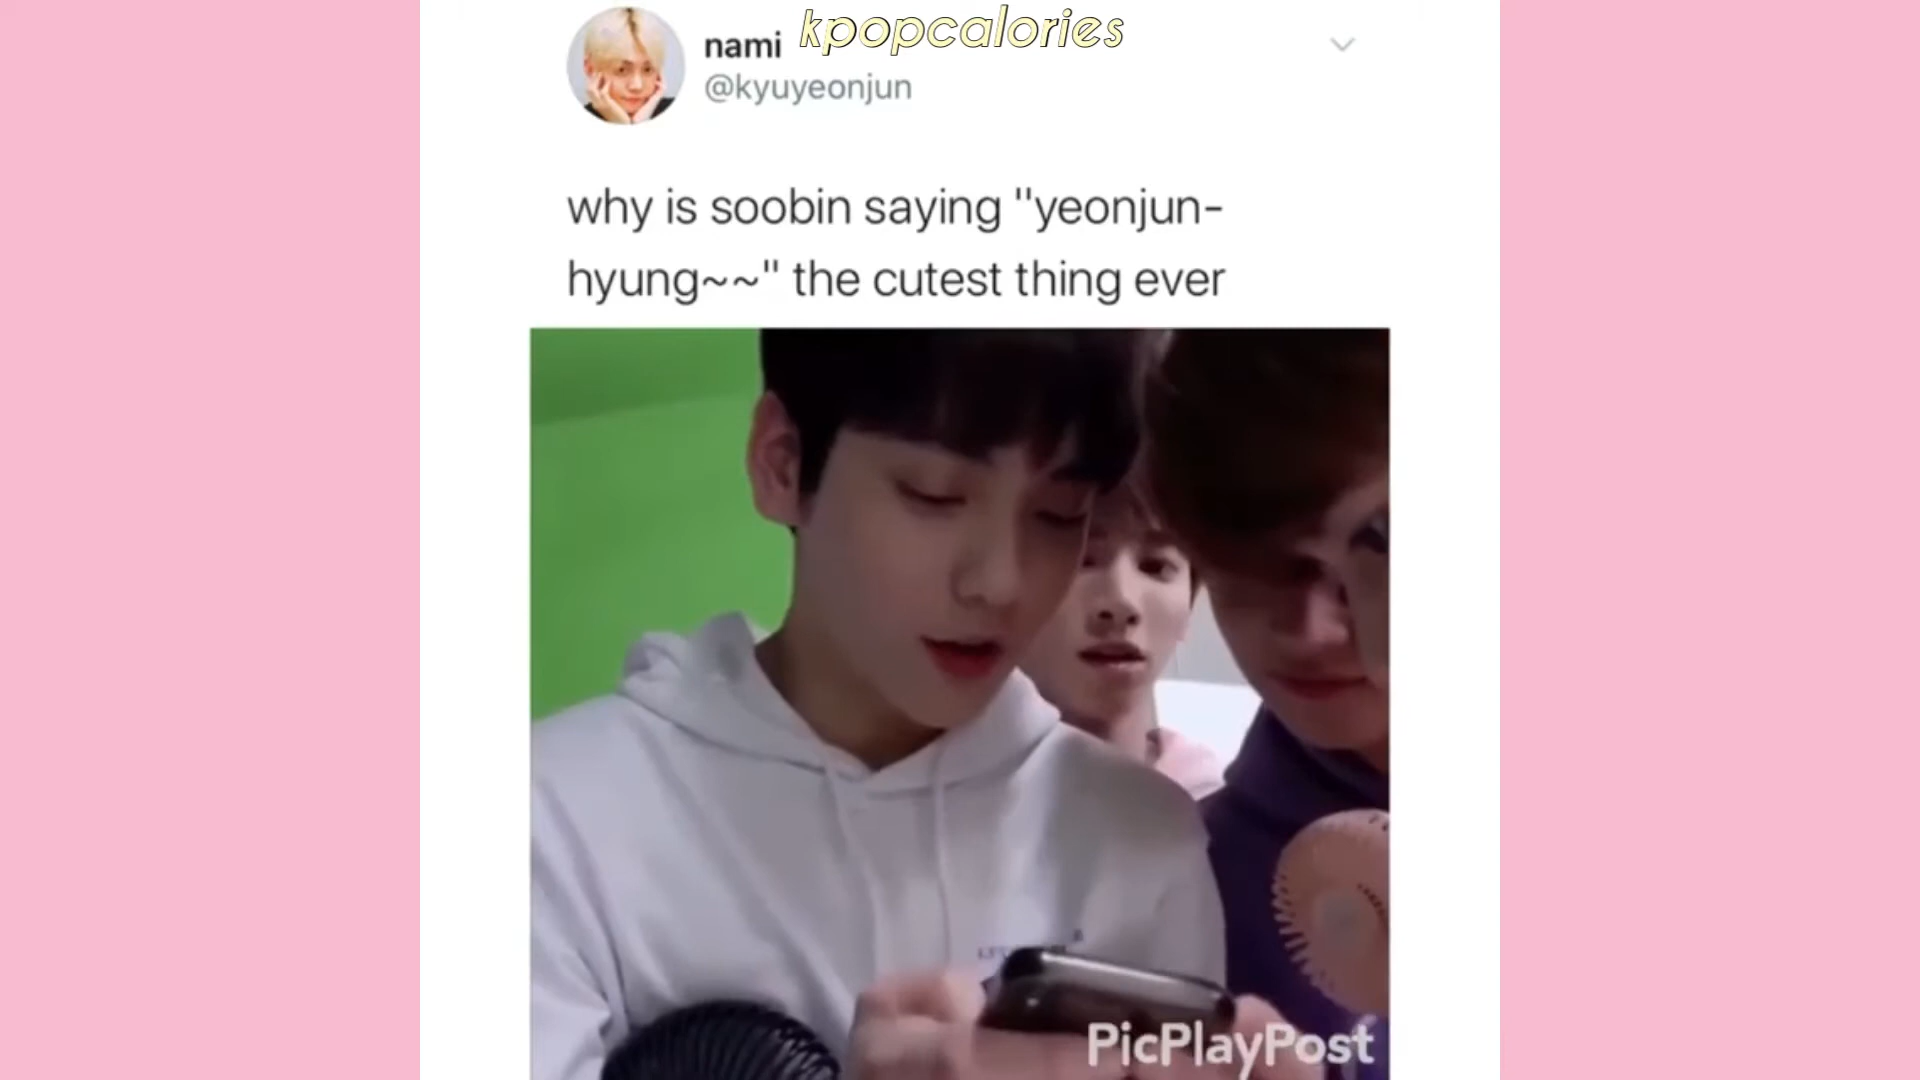 kpopcalories
nami
@kyuyeonjun
why is soobin saying "yeonjun-
hyung~~" the cutest thing ever
PicPlayPost